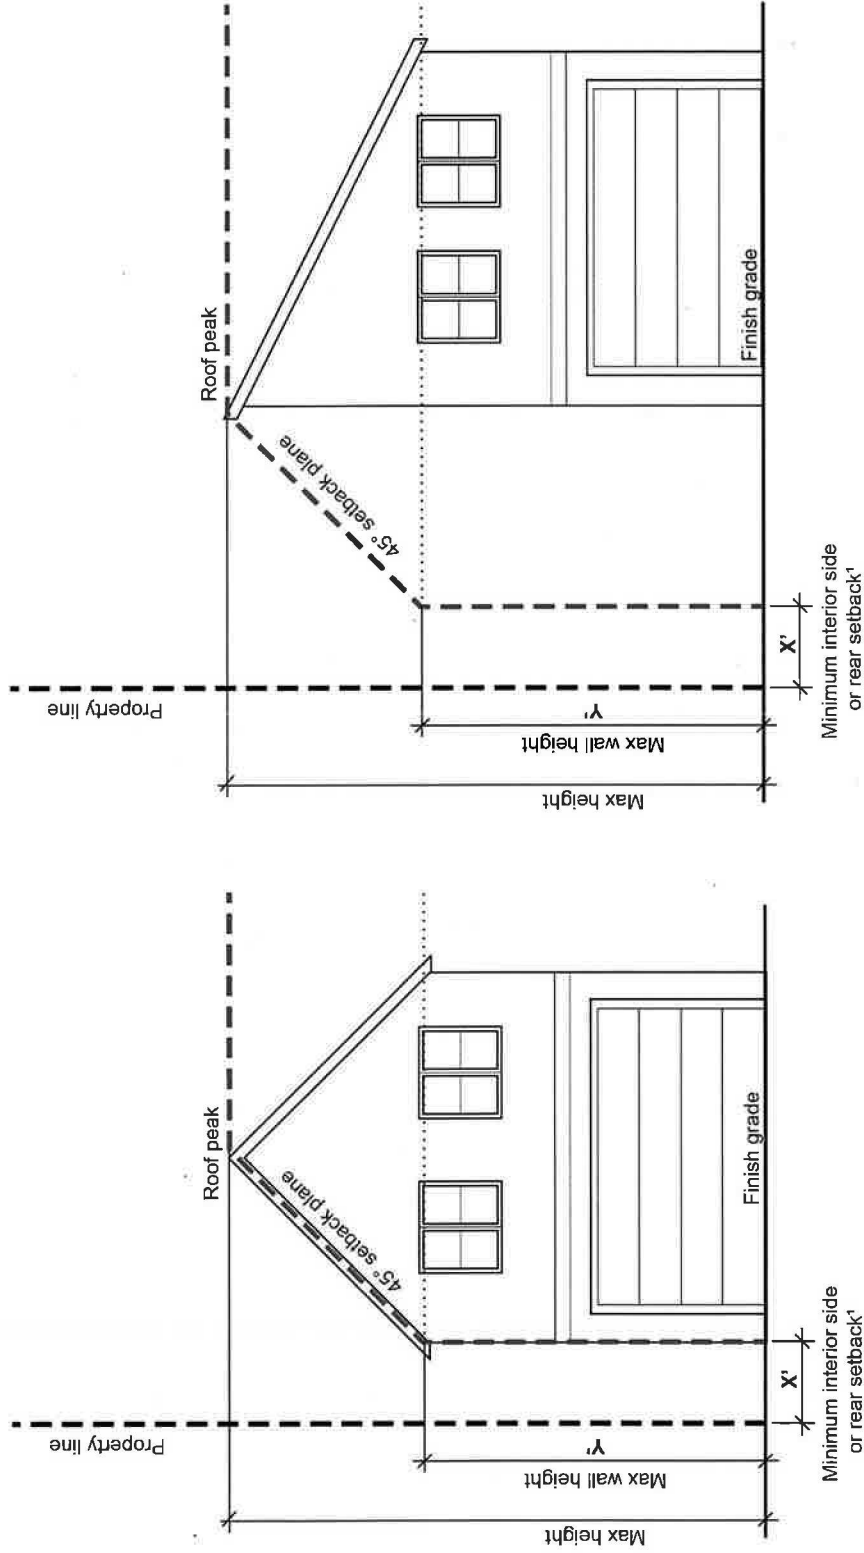 Property line
Roof peak
45° setback plane
Max height
Max wall height
Y'
Finish grade
X'
Minimum interior side
or rear setback¹
Property line
Roof peak
45° setback plane
Max height
Max wall height
Y'
Finish grade
X'
Minimum interior side
or rear setback¹